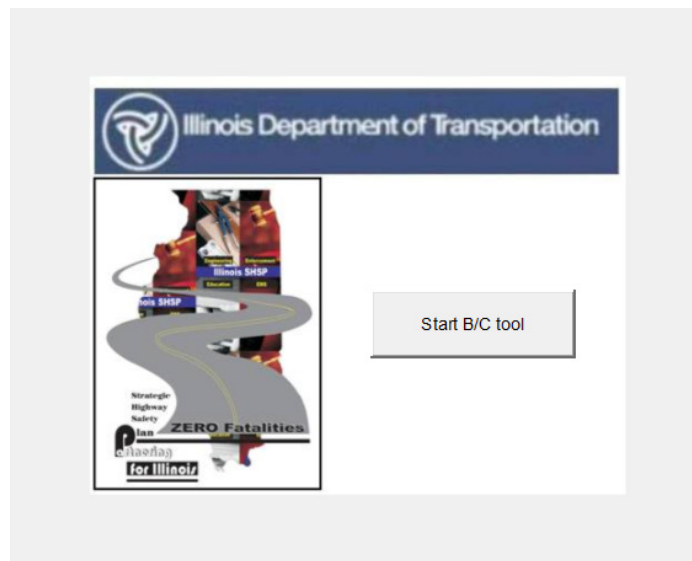 Illinois Department of Transportation
Engineering
Enforcement
Illinois SHSP
Education
EMS
nois SHSP
Start B/C tool
Strategic
Highway
Safety
Plan
ZERO Fatalities
for Illinois